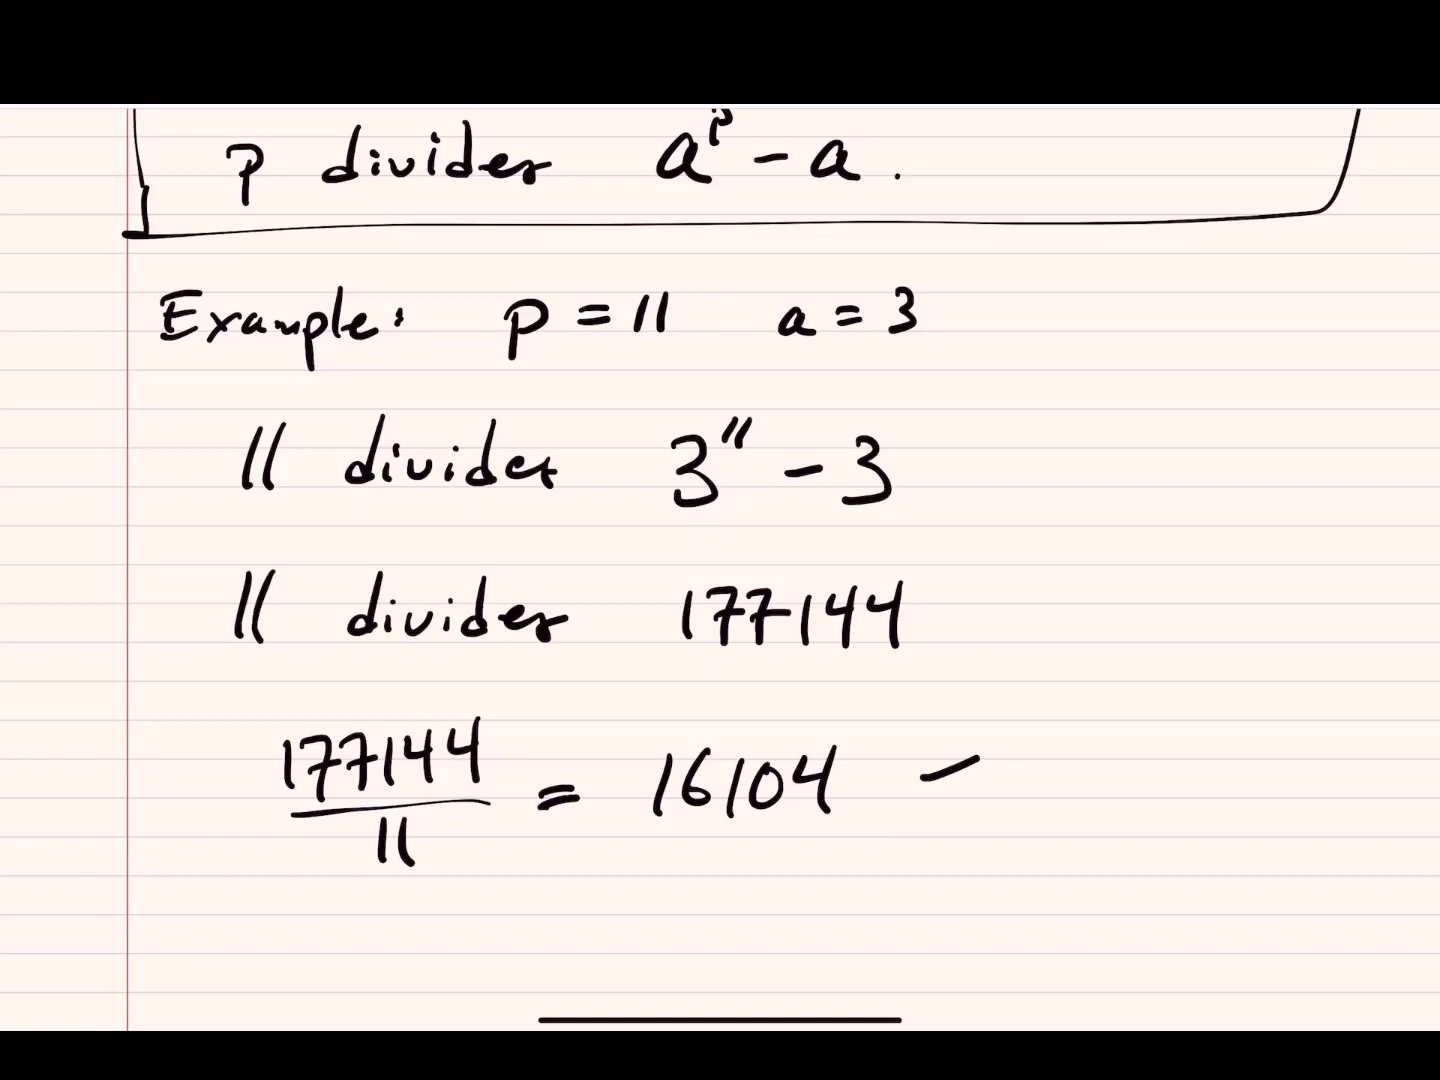 p divides a^p - a.
Example: p = 11 a = 3
11 divides 3^11 - 3
11 divides 177144
177144/11 = 16104